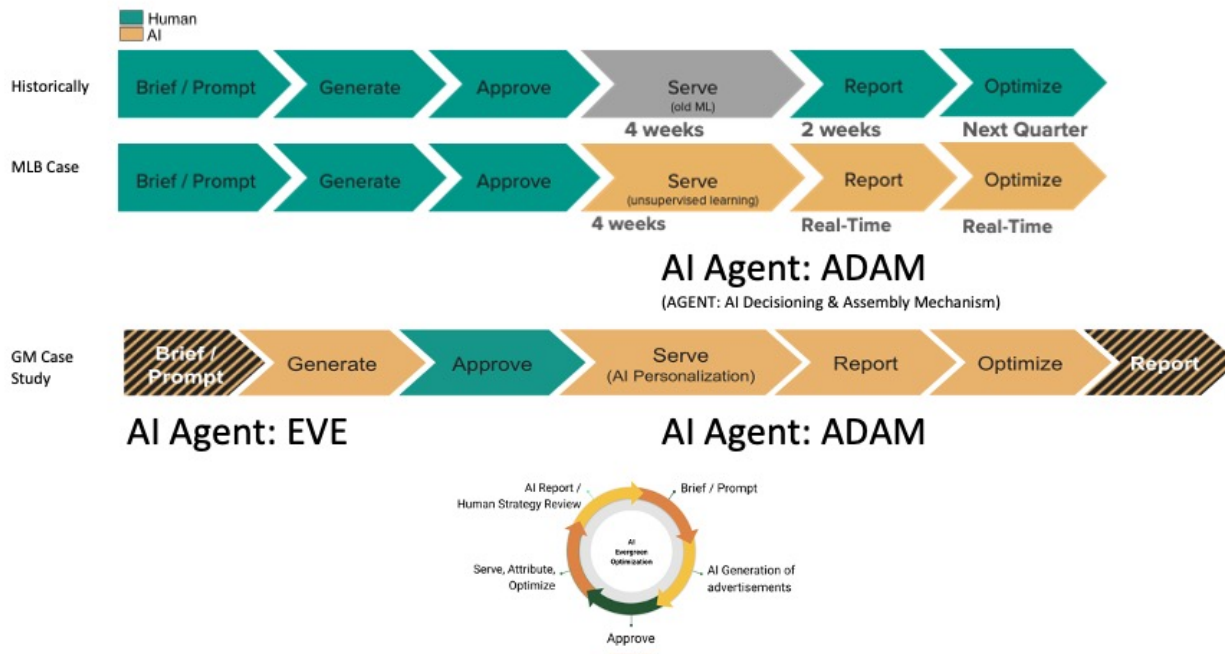 Human
AI
Historically
Brief / Prompt
Generate
Approve
Serve
(old ML)
Report
Optimize
4 weeks
2 weeks
Next Quarter
MLB Case
Brief / Prompt
Generate
Approve
Serve
(unsupervised learning)
Report
Optimize
4 weeks
Real-Time
Real-Time
AI Agent: ADAM
(AGENT: AI Decisioning & Assembly Mechanism)
GM Case
Study
Brief /
Prompt
Generate
Approve
Serve
(AI Personalization)
Report
Optimize
Report
AI Agent: EVE
AI Agent: ADAM
AI Report /
Human Strategy Review
Brief / Prompt
AI
Evergreen
Optimization
Serve, Attribute,
Optimize
AI Generation of
advertisements
Approve